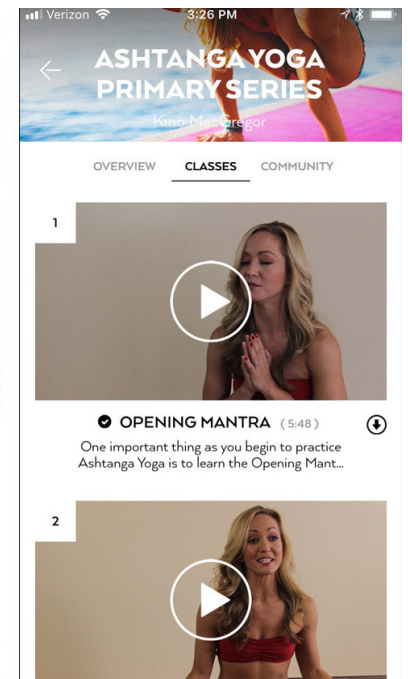 Verizon 3:26 PM
ASHTANGA YOGA
PRIMARY SERIES
Kino MacGregor
OVERVIEW CLASSES COMMUNITY
1
OPENING MANTRA (5:48)
One important thing as you begin to practice
Ashtanga Yoga is to learn the Opening Mant...
2